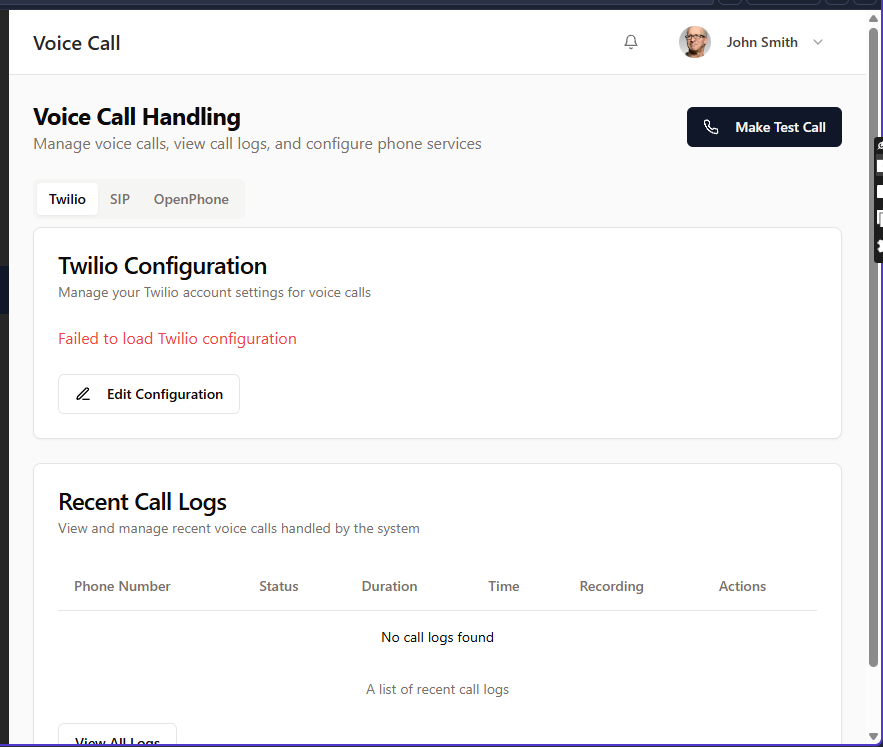 Voice Call
John Smith
Voice Call Handling
Manage voice calls, view call logs, and configure phone services
Make Test Call
Twilio SIP OpenPhone
Twilio Configuration
Manage your Twilio account settings for voice calls
Failed to load Twilio configuration
Edit Configuration
Recent Call Logs
View and manage recent voice calls handled by the system
Phone Number Status Duration Time Recording Actions
No call logs found
A list of recent call logs
View All Logs